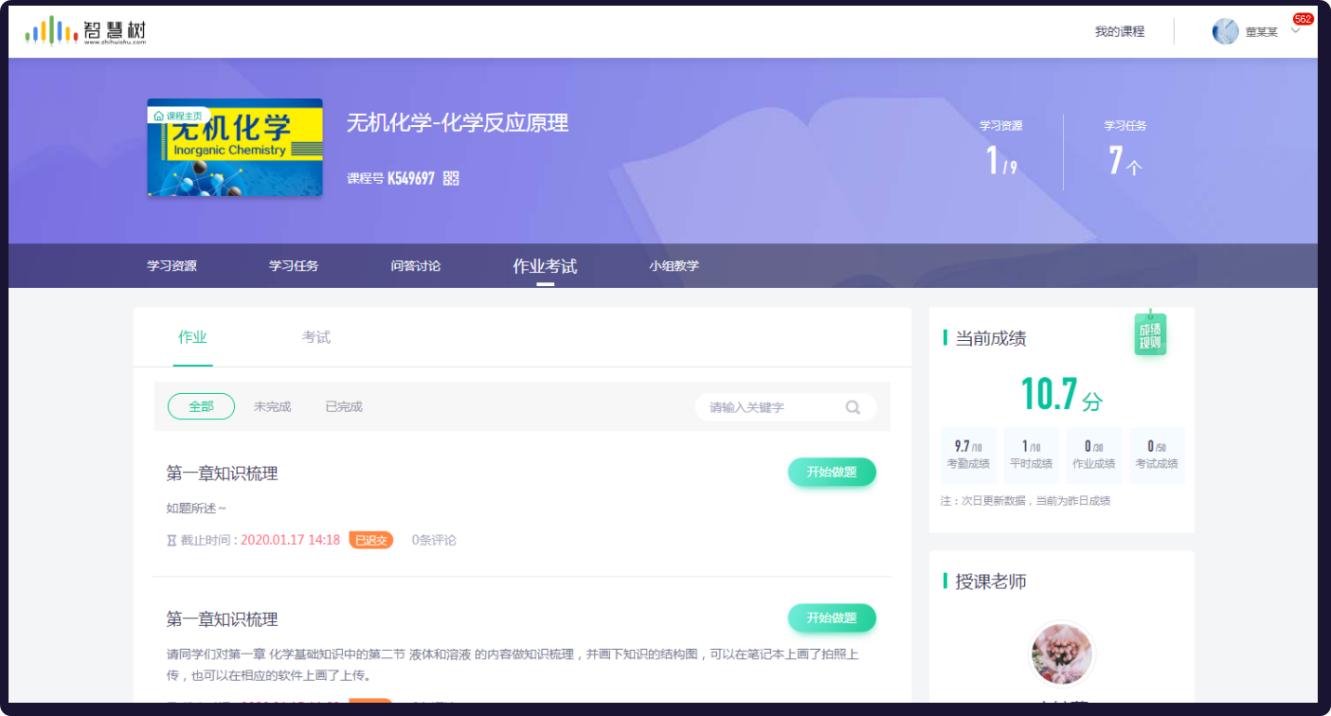 智慧树
www.zhihuishu.com
我的课程
董某某
562
课程主页
无机化学
Inorganic Chemistry
无机化学-化学反应原理
课程号 K549697
学习资源
1/9
学习任务
7个
学习资源 学习任务 问答讨论 作业考试 小组教学
作业 考试
全部 未完成 已完成
请输入关键字
第一章知识梳理
开始做题
如题所述~
截止时间：2020.01.17 14:18 已迟交 0条评论
第一章知识梳理
开始做题
请同学们对第一章 化学基础知识中的第二节 液体和溶液 的内容做知识梳理，并画下知识的结构图，可以在笔记本上画了拍照上
传，也可以在相应的软件上画了上传。
当前成绩
成绩
规则
10.7分
9.7/10 1/10 0/30 0/50
考勤成绩 平时成绩 作业成绩 考试成绩
注：次日更新数据，当前为昨日成绩
授课老师